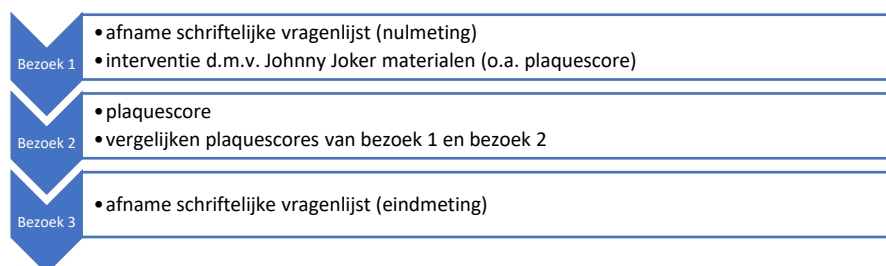 Bezoek 1
•afname schriftelijke vragenlijst (nulmeting)
•interventie d.m.v. Johnny Joker materialen (o.a. plaquescore)
Bezoek 2
•plaquescore
•vergelijken plaquescores van bezoek 1 en bezoek 2
Bezoek 3
•afname schriftelijke vragenlijst (eindmeting)